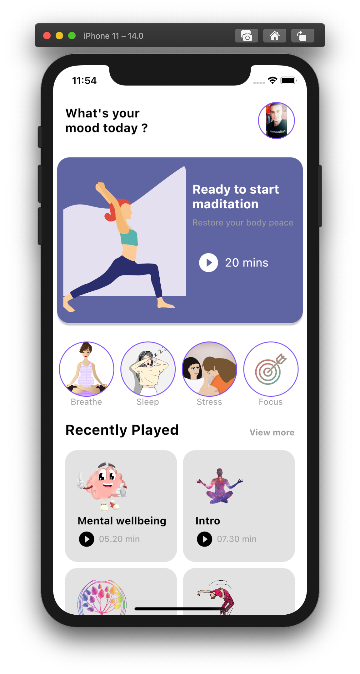 iPhone 11 – 14.0
11:54
What's your
mood today ?
Ready to start
maditation
Restore your body peace
20 mins
Breathe
Sleep
Stress
Focus
Recently Played
View more
Mental wellbeing
05.20 min
Intro
07.30 min